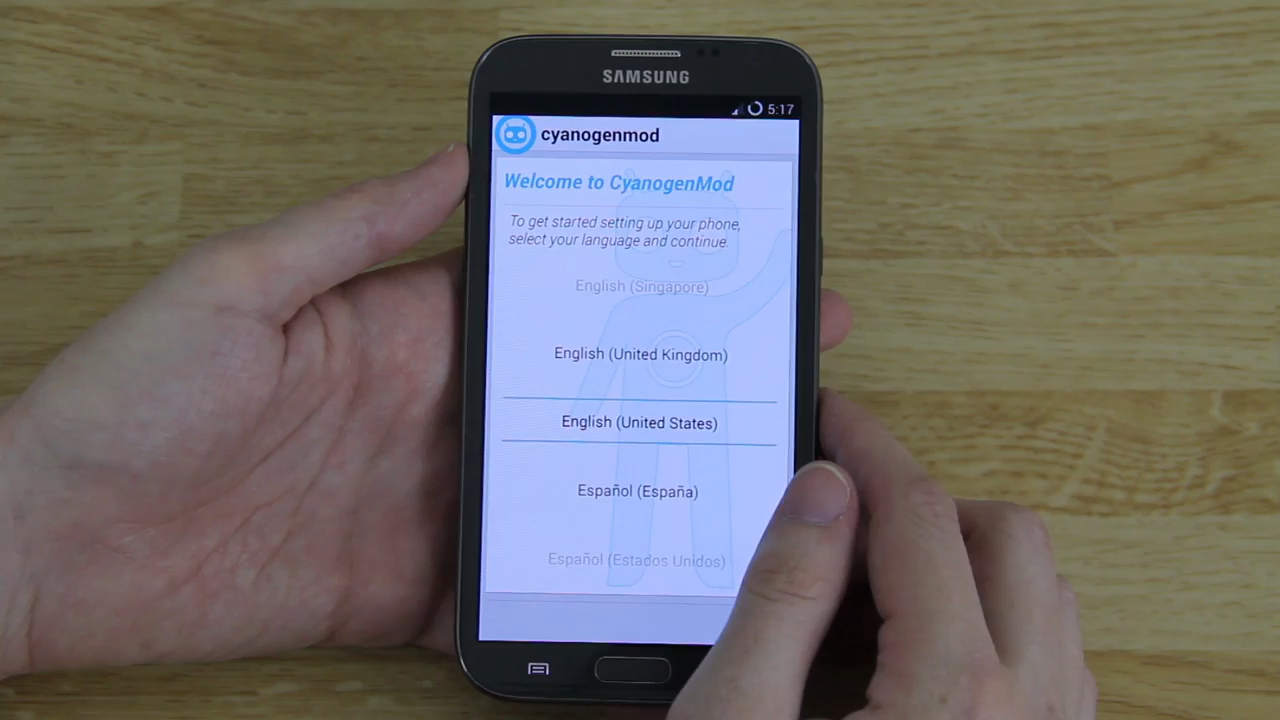 SAMSUNG
5:17
cyanogenmod
Welcome to CyanogenMod
To get started setting up your phone,
select your language and continue.
English (Singapore)
English (United Kingdom)
English (United States)
Español (España)
Español (Estados Unidos)